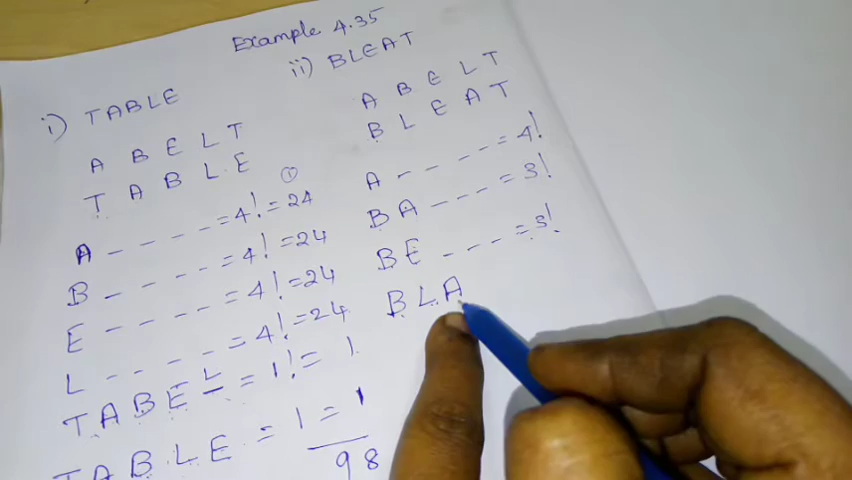 Example 4.35
i) TABLE
A B E L T
T A B L E
①
A - - - - = 4! = 24
B - - - - = 4! = 24
E - - - - = 4! = 24
L - - - - = 4! = 24
T A B E L = 1! = 1
T A B L E = 1 = 1
98
ii) BLEAT
A B E L T
B L E A T
A - - - - = 4!
B A - - - = 3!
B E - - - = 3!
B L A